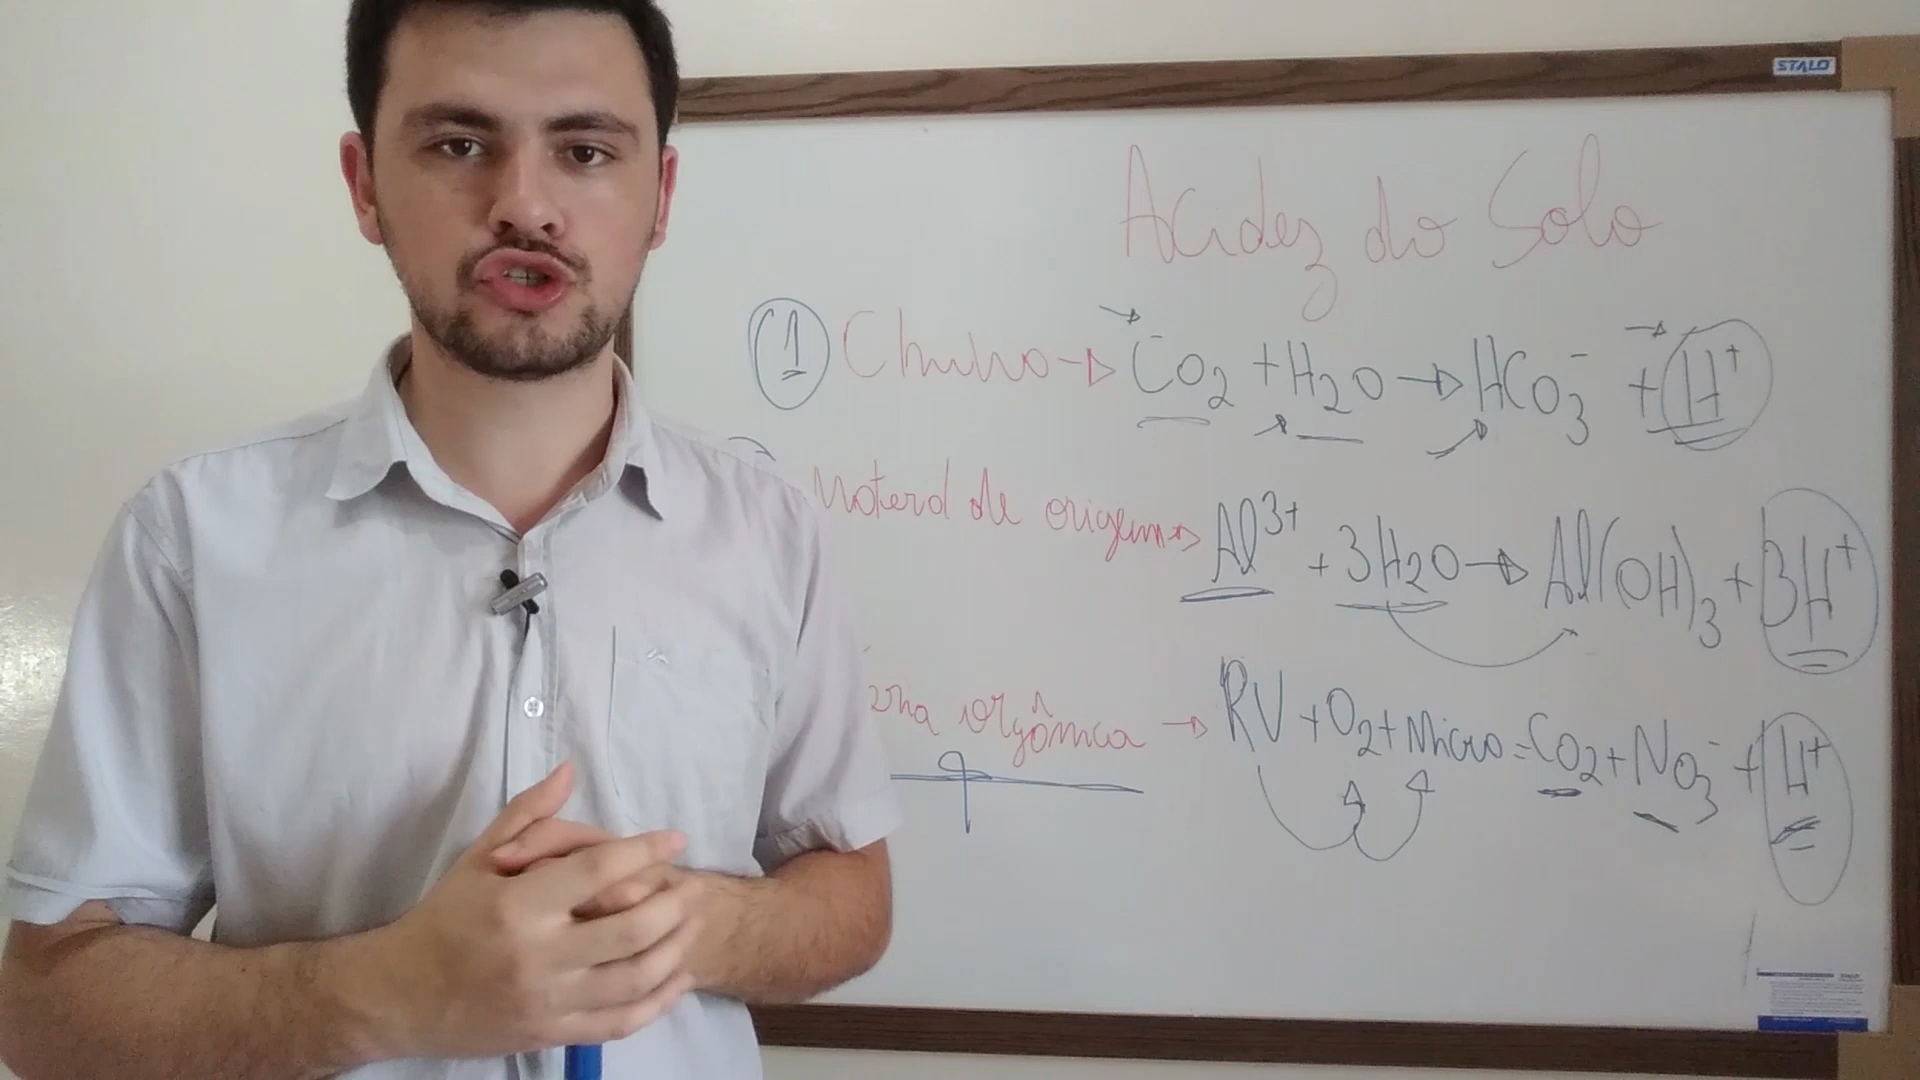 STALO
Acidez do Solo
1 Chuva → CO2 + H2O → HCO3- + H+
Material de origem → Al3+ + 3H2O → Al(OH)3 + 3H+
orgânica → RV + O2 + Micro = CO2 + NO3- + H+